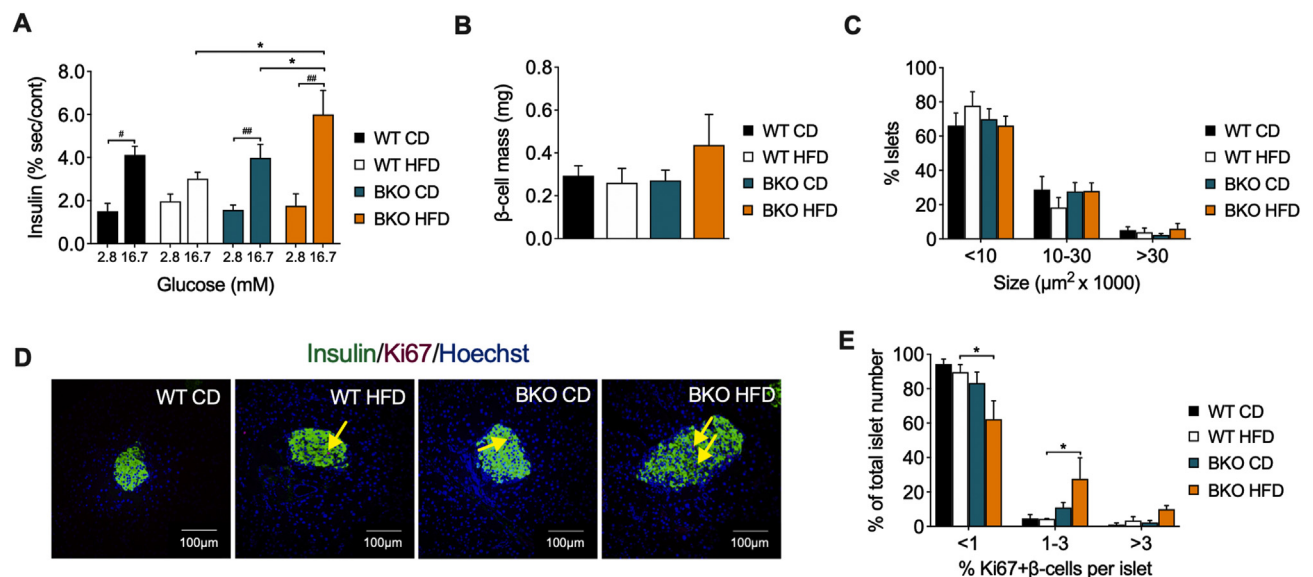 A
Insulin (% sec/cont)
8.0
6.0
4.0
2.0
0.0
#
*
*
##
##
2.8 16.7 2.8 16.7 2.8 16.7 2.8 16.7
Glucose (mM)
WT CD
WT HFD
BKO CD
BKO HFD
B
β-cell mass (mg)
0.8
0.6
0.4
0.2
0.0
WT CD
WT HFD
BKO CD
BKO HFD
C
% Islets
100
80
60
40
20
0
<10 10-30 >30
Size (µm² x 1000)
WT CD
WT HFD
BKO CD
BKO HFD
D
Insulin/Ki67/Hoechst
WT CD
100µm
WT HFD
100µm
BKO CD
100µm
BKO HFD
100µm
E
% of total islet number
100
80
60
40
20
0
*
*
<1 1-3 >3
% Ki67+β-cells per islet
WT CD
WT HFD
BKO CD
BKO HFD